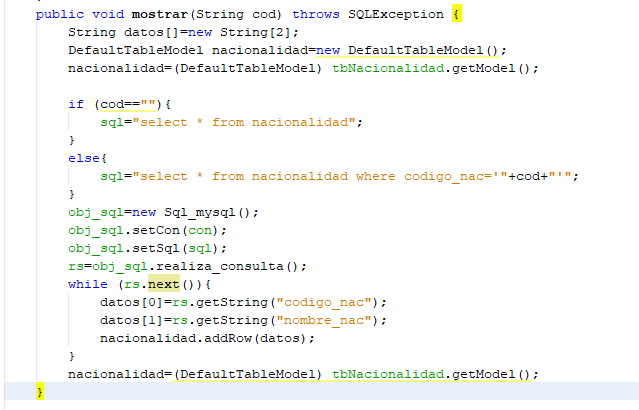 public void mostrar(String cod) throws SQLException {
String datos[]=new String[2];
DefaultTableModel nacionalidad=new DefaultTableModel();
nacionalidad=(DefaultTableModel) tbNacionalidad.getModel();
if (cod==""){
sql="select * from nacionalidad";
}
else{
sql="select * from nacionalidad where codigo_nac='"+cod+"'";
}
obj_sql=new Sql_mysql();
obj_sql.setCon(con);
obj_sql.setSql(sql);
rs=obj_sql.realiza_consulta();
while (rs.next()){
datos[0]=rs.getString("codigo_nac");
datos[1]=rs.getString("nombre_nac");
nacionalidad.addRow(datos);
}
nacionalidad=(DefaultTableModel) tbNacionalidad.getModel();
}